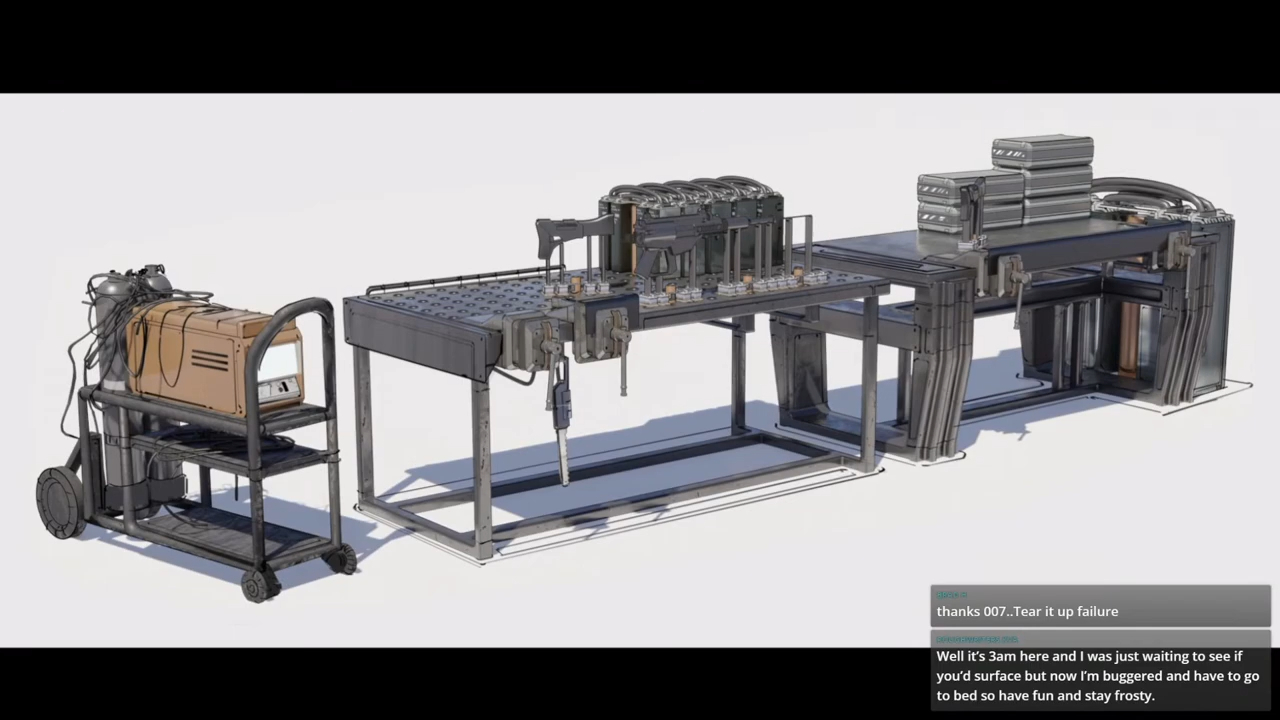 thanks 007..Tear it up failure
Well it's 3am here and I was just waiting to see if
you'd surface but now I'm buggered and have to go
to bed so have fun and stay frosty.